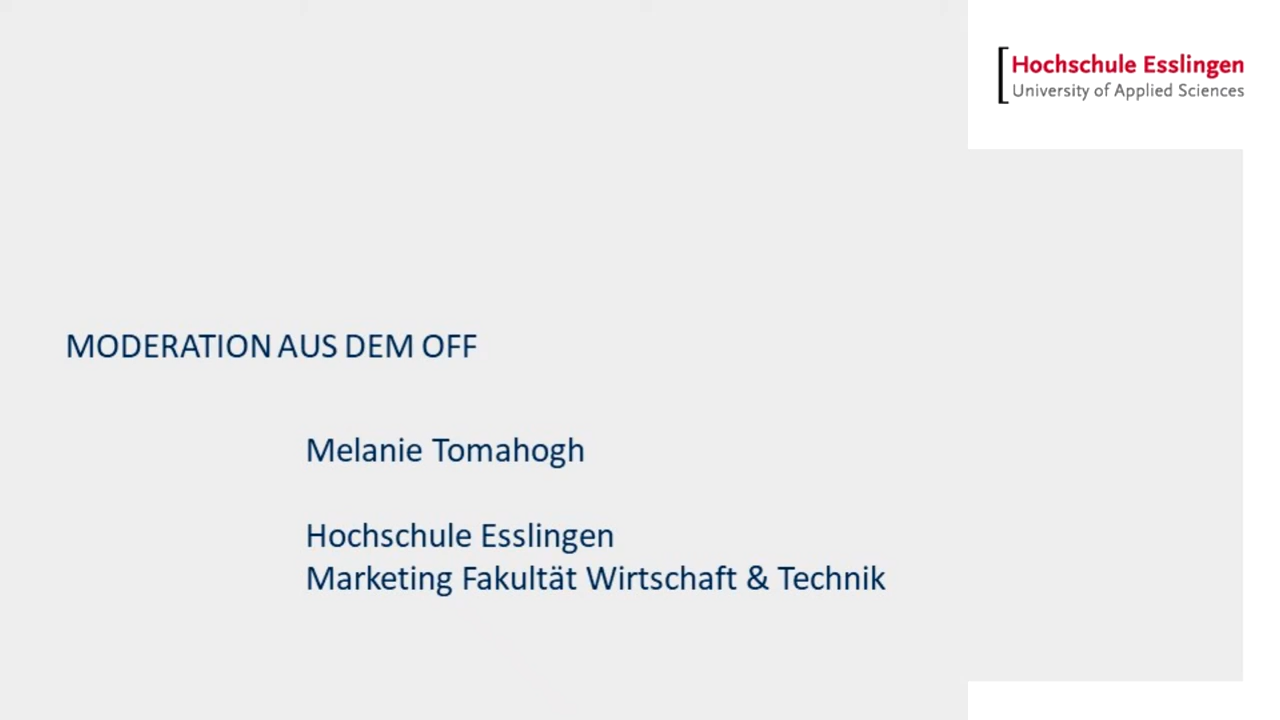 Hochschule Esslingen
University of Applied Sciences
MODERATION AUS DEM OFF
Melanie Tomahogh
Hochschule Esslingen
Marketing Fakultät Wirtschaft & Technik